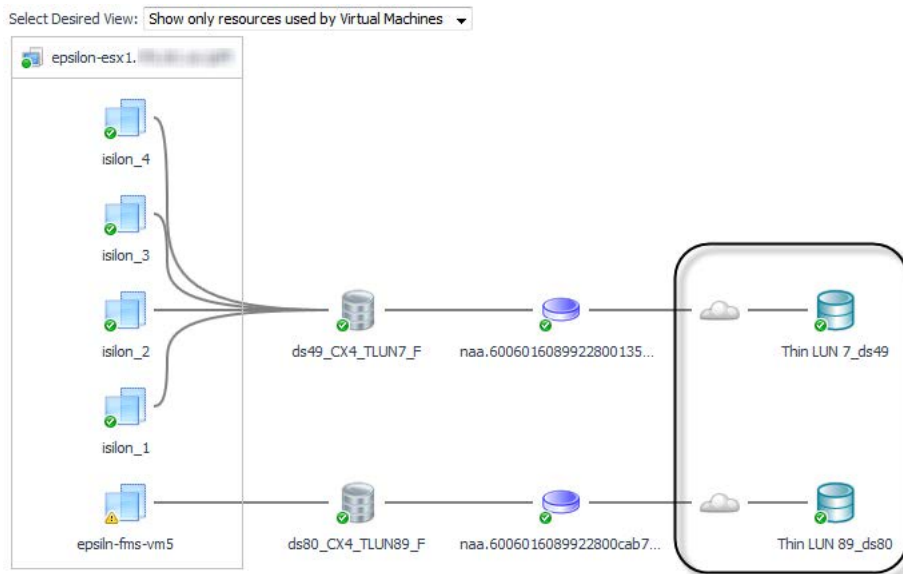 Select Desired View: Show only resources used by Virtual Machines
epsilon-esx1.
isilon_4
isilon_3
isilon_2
ds49_CX4_TLUN7_F
naa.6006016089922800135...
Thin LUN 7_ds49
isilon_1
epsiln-fms-vm5
ds80_CX4_TLUN89_F
naa.6006016089922800cab7...
Thin LUN 89_ds80